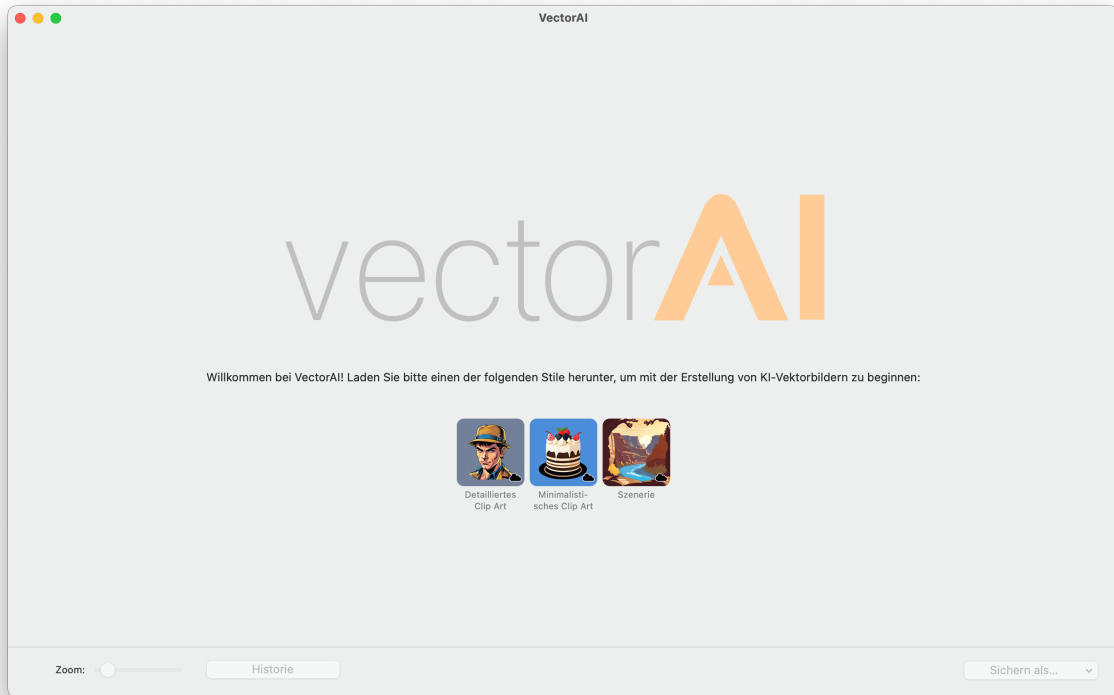 VectorAI
vectorAI
Willkommen bei VectorAI! Laden Sie bitte einen der folgenden Stile herunter, um mit der Erstellung von KI-Vektorbildern zu beginnen:
Detailliertes
Clip Art
Minimalisti-
sches Clip Art
Szenerie
Zoom:
Historie
Sichern als...